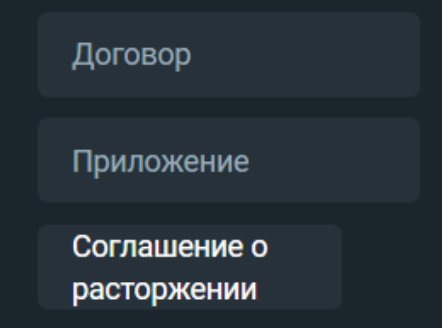 Договор
Приложение
Соглашение о
расторжении